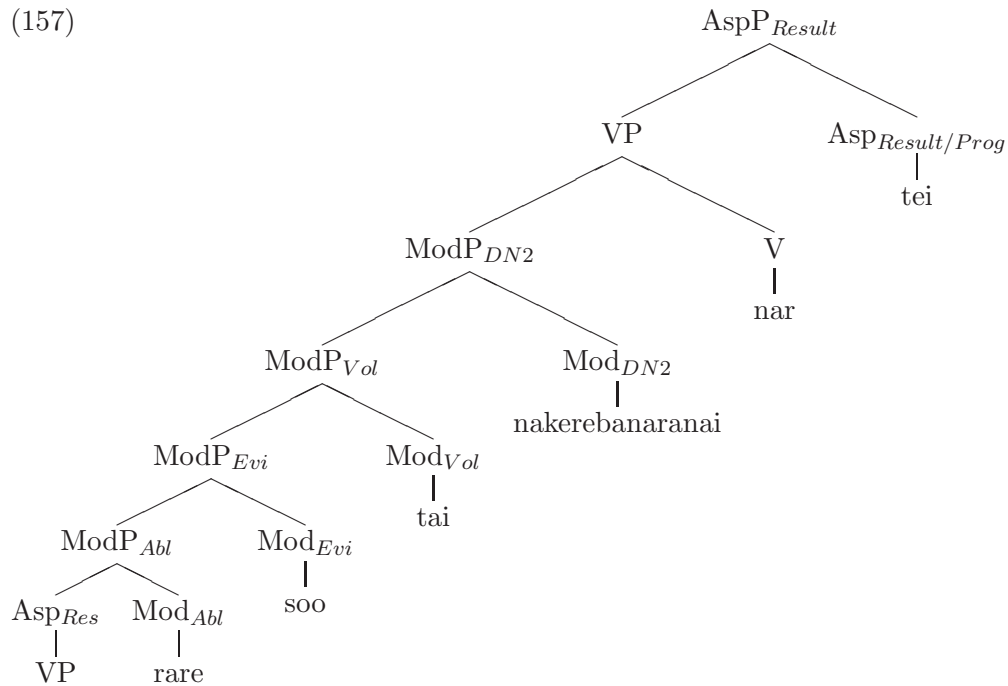 (157)
AspP_Result
VP Asp_Result/Prog
tei
ModP_DN2 V
nar
ModP_Vol Mod_DN2
nakerebanaranai
ModP_Evi Mod_Vol
tai
ModP_Abl Mod_Evi
soo
Asp_Res Mod_Abl
VP rare